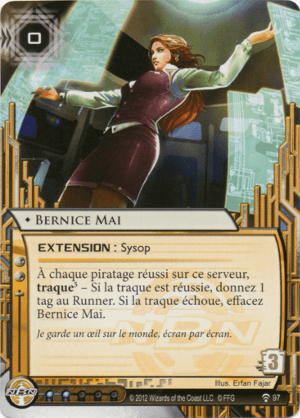 0
◆ BERNICE MAI
EXTENSION : Sysop
À chaque piratage réussi sur ce serveur,
traque⁵ – Si la traque est réussie, donnez 1
tag au Runner. Si la traque échoue, effacez
Bernice Mai.
Je garde un œil sur le monde, écran par écran.
3
Illus. Erfan Fajar
NBN
© 2012 Wizards of the Coast LLC. © FFG
97